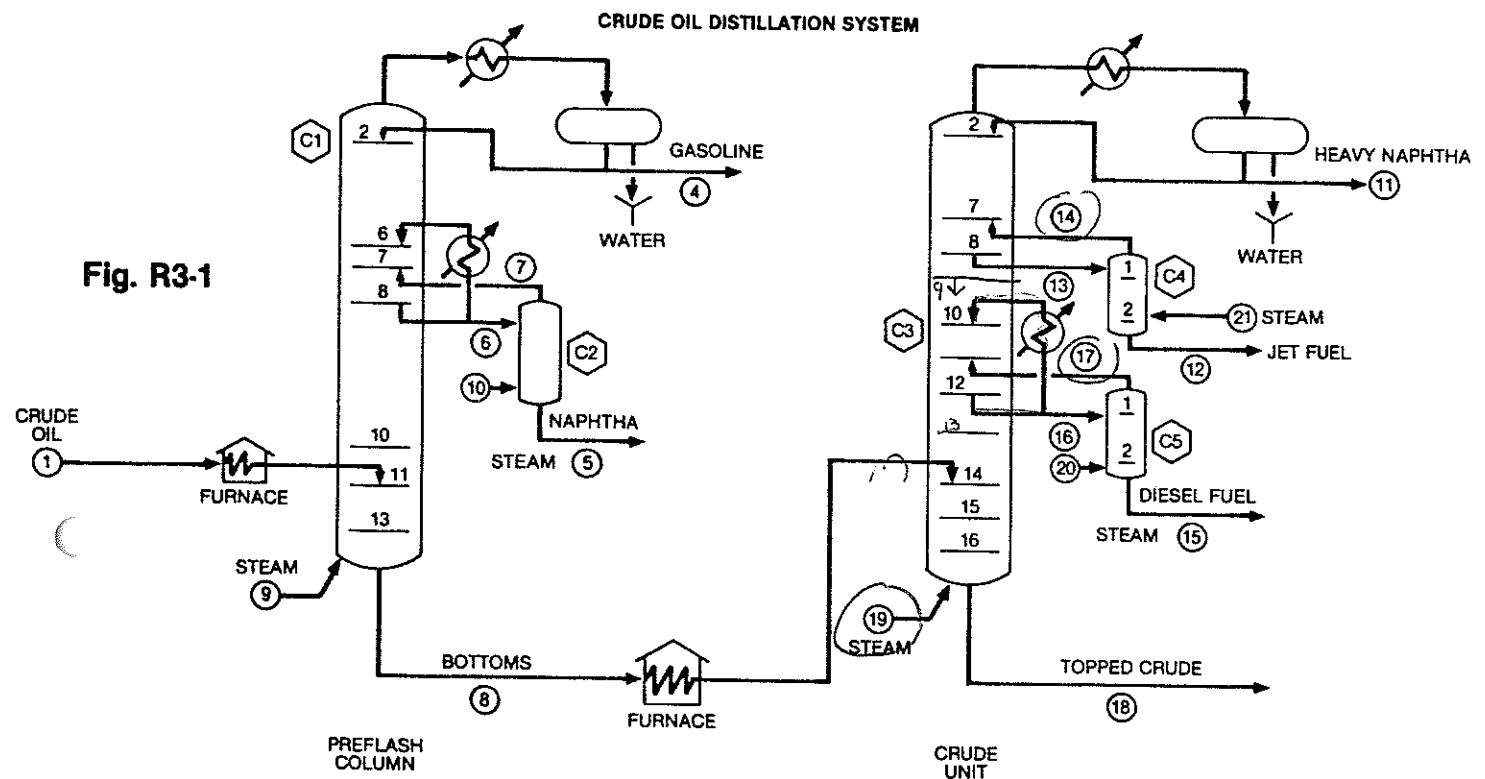 CRUDE OIL DISTILLATION SYSTEM
Fig. R3-1
C1
2
GASOLINE
4
WATER
6
7
8
7
6
C2
10
NAPHTHA
STEAM 5
CRUDE
OIL
1
FURNACE
10
11
13
STEAM
9
BOTTOMS
8
FURNACE
PREFLASH
COLUMN
2
HEAVY NAPHTHA
11
WATER
7
14
8
1
C4
9
13
2
21 STEAM
JET FUEL
12
C3
10
17
12
1
C5
13
16
2
20
DIESEL FUEL
STEAM 15
14
15
16
19
STEAM
TOPPED CRUDE
18
CRUDE
UNIT